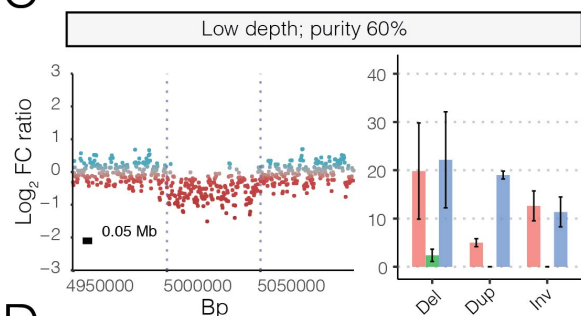 C
Low depth; purity 60%
Log2 FC ratio
3
2
1
0
−1
−2
−3
0.05 Mb
4950000 5000000 5050000
Bp
40
30
20
10
0
Del Dup Inv
D